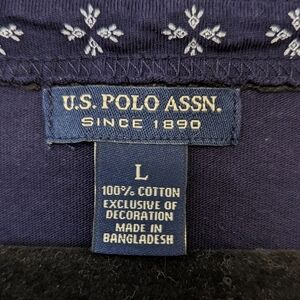 U.S. POLO ASSN.
SINCE 1890
L
100% COTTON
EXCLUSIVE OF
DECORATION
MADE IN
BANGLADESH